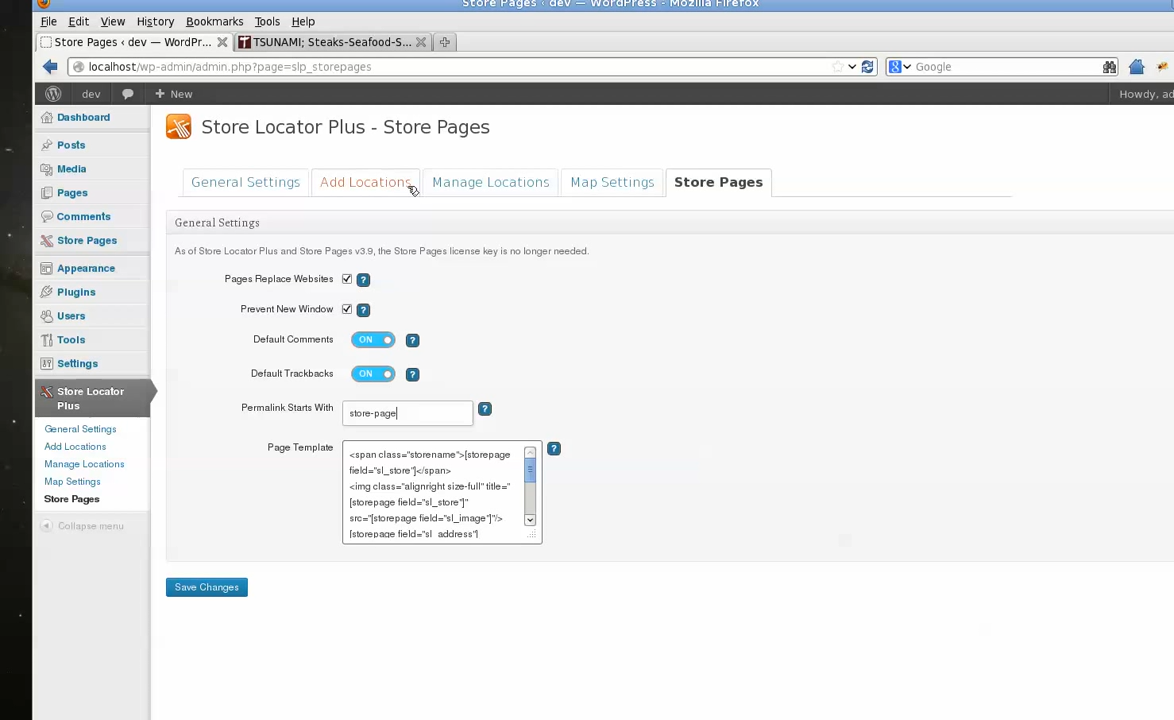 Store Pages ‹ dev — WordPress - Mozilla Firefox
File Edit View History Bookmarks Tools Help
Store Pages ‹ dev — WordPr... TSUNAMI; Steaks-Seafood-S...
localhost/wp-admin/admin.php?page=slp_storepages
Google
dev + New Howdy, ad
Dashboard
Posts
Media
Pages
Comments
Store Pages
Appearance
Plugins
Users
Tools
Settings
Store Locator
Plus
General Settings
Add Locations
Manage Locations
Map Settings
Store Pages
Collapse menu
Store Locator Plus - Store Pages
General Settings Add Locations Manage Locations Map Settings Store Pages
General Settings
As of Store Locator Plus and Store Pages v3.9, the Store Pages license key is no longer needed.
Pages Replace Websites ?
Prevent New Window ?
Default Comments ON ?
Default Trackbacks ON ?
Permalink Starts With store-page ?
Page Template ?
<span class="storename">[storepage
field="sl_store"]</span>
<img class="alignright size-full" title="
[storepage field="sl_store"]"
src="[storepage field="sl_image"]"/>
[storepage field="sl_address"]
Save Changes